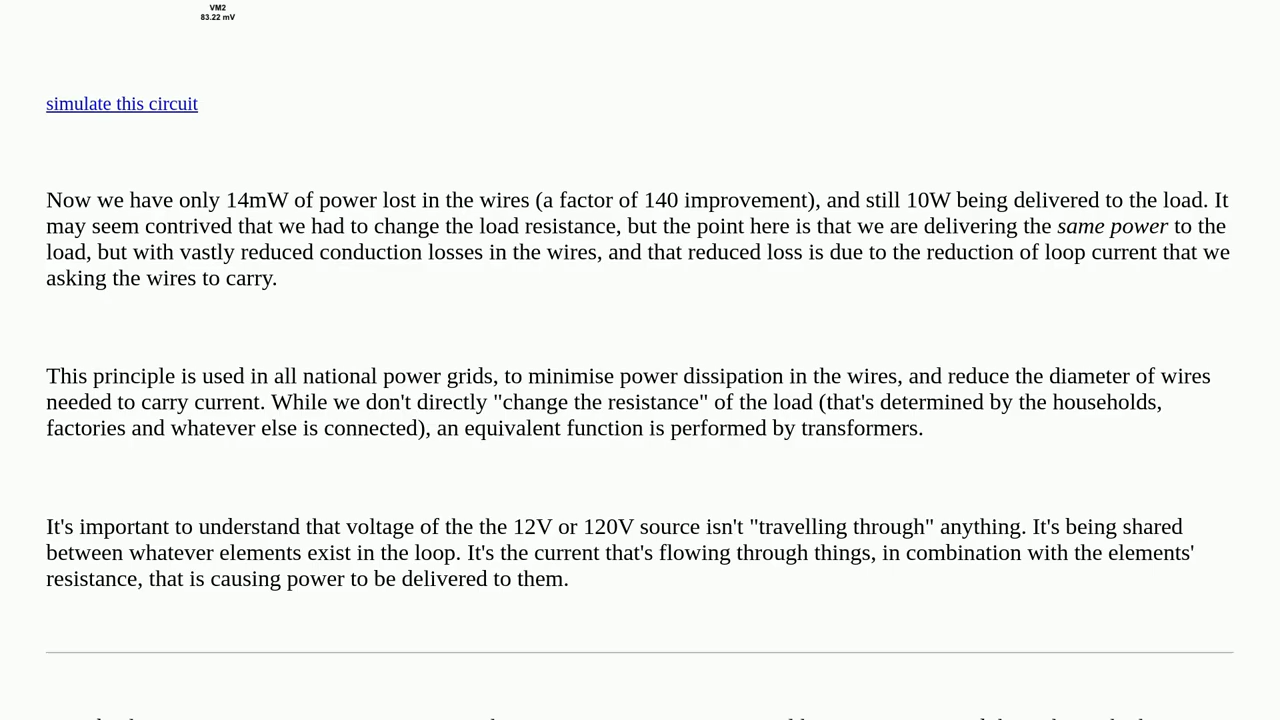 VM2
83.22 mV
simulate this circuit
Now we have only 14mW of power lost in the wires (a factor of 140 improvement), and still 10W being delivered to the load. It
may seem contrived that we had to change the load resistance, but the point here is that we are delivering the same power to the
load, but with vastly reduced conduction losses in the wires, and that reduced loss is due to the reduction of loop current that we
asking the wires to carry.
This principle is used in all national power grids, to minimise power dissipation in the wires, and reduce the diameter of wires
needed to carry current. While we don't directly "change the resistance" of the load (that's determined by the households,
factories and whatever else is connected), an equivalent function is performed by transformers.
It's important to understand that voltage of the the 12V or 120V source isn't "travelling through" anything. It's being shared
between whatever elements exist in the loop. It's the current that's flowing through things, in combination with the elements'
resistance, that is causing power to be delivered to them.